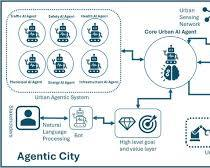 Traffic AI Agent
Safety AI Agent
Health AI Agent
Municipal AI Agent
Energy AI Agent
Infrastructure AI Agent
Urban Agentic System
Urban
Sensing
Network
Core Urban AI Agent
Stakeholders
Natural
Language
Processing
Bot
High level goal
and value layer
Agentic City